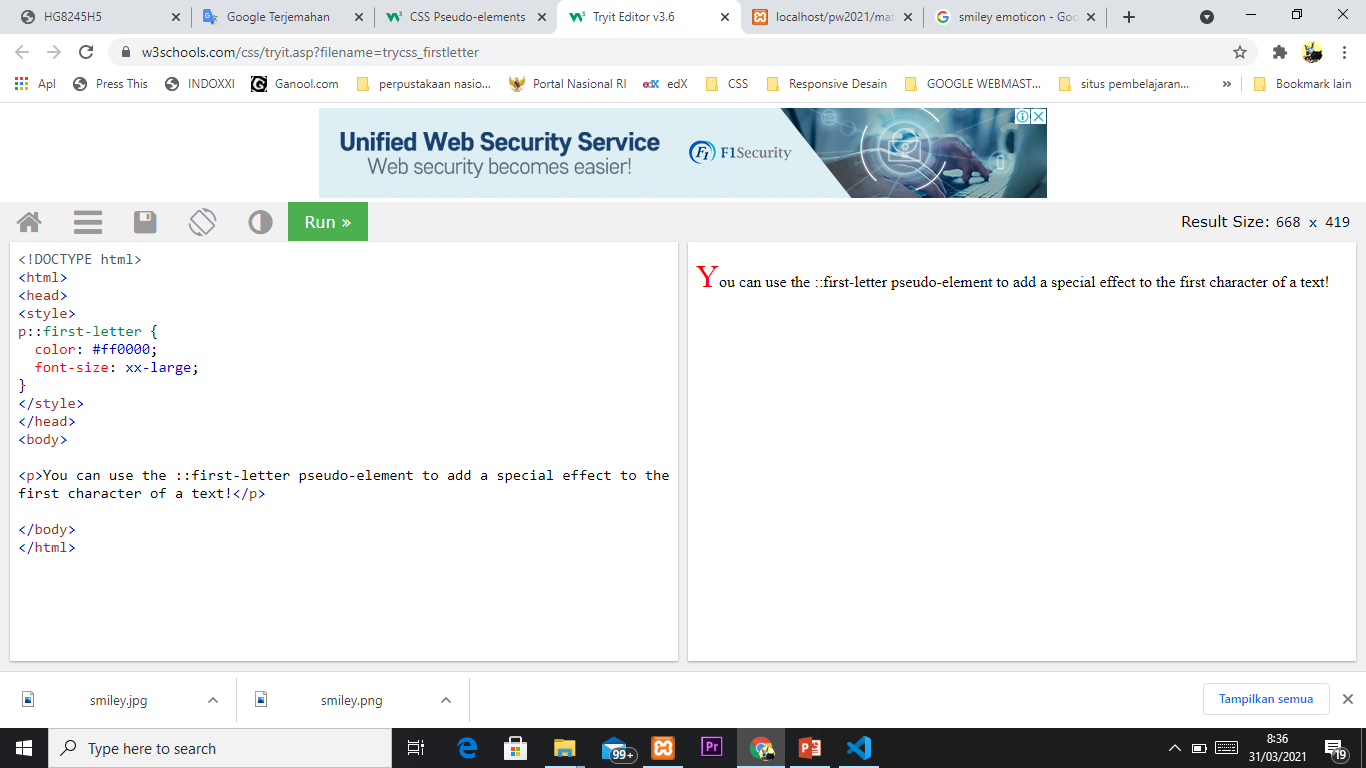 HG8245H5
Google Terjemahan
CSS Pseudo-elements
Tryit Editor v3.6
localhost/pw2021/mat
smiley emoticon - Goo
w3schools.com/css/tryit.asp?filename=trycss_firstletter
Apl
Press This
INDOXXI
Ganool.com
perpustakaan nasio...
Portal Nasional RI
edX
edX
CSS
Responsive Desain
GOOGLE WEBMAST...
situs pembelajaran...
»
Bookmark lain
Unified Web Security Service
Web security becomes easier!
F1 F1Security
Run »
Result Size: 668 x 419
<!DOCTYPE html>
<html>
<head>
<style>
p::first-letter {
  color: #ff0000;
  font-size: xx-large;
}
</style>
</head>
<body>
<p>You can use the ::first-letter pseudo-element to add a special effect to the
first character of a text!</p>
</body>
</html>
You can use the ::first-letter pseudo-element to add a special effect to the first character of a text!
smiley.jpg
smiley.png
Tampilkan semua
Type here to search
99+
Pr
8:36
31/03/2021
19